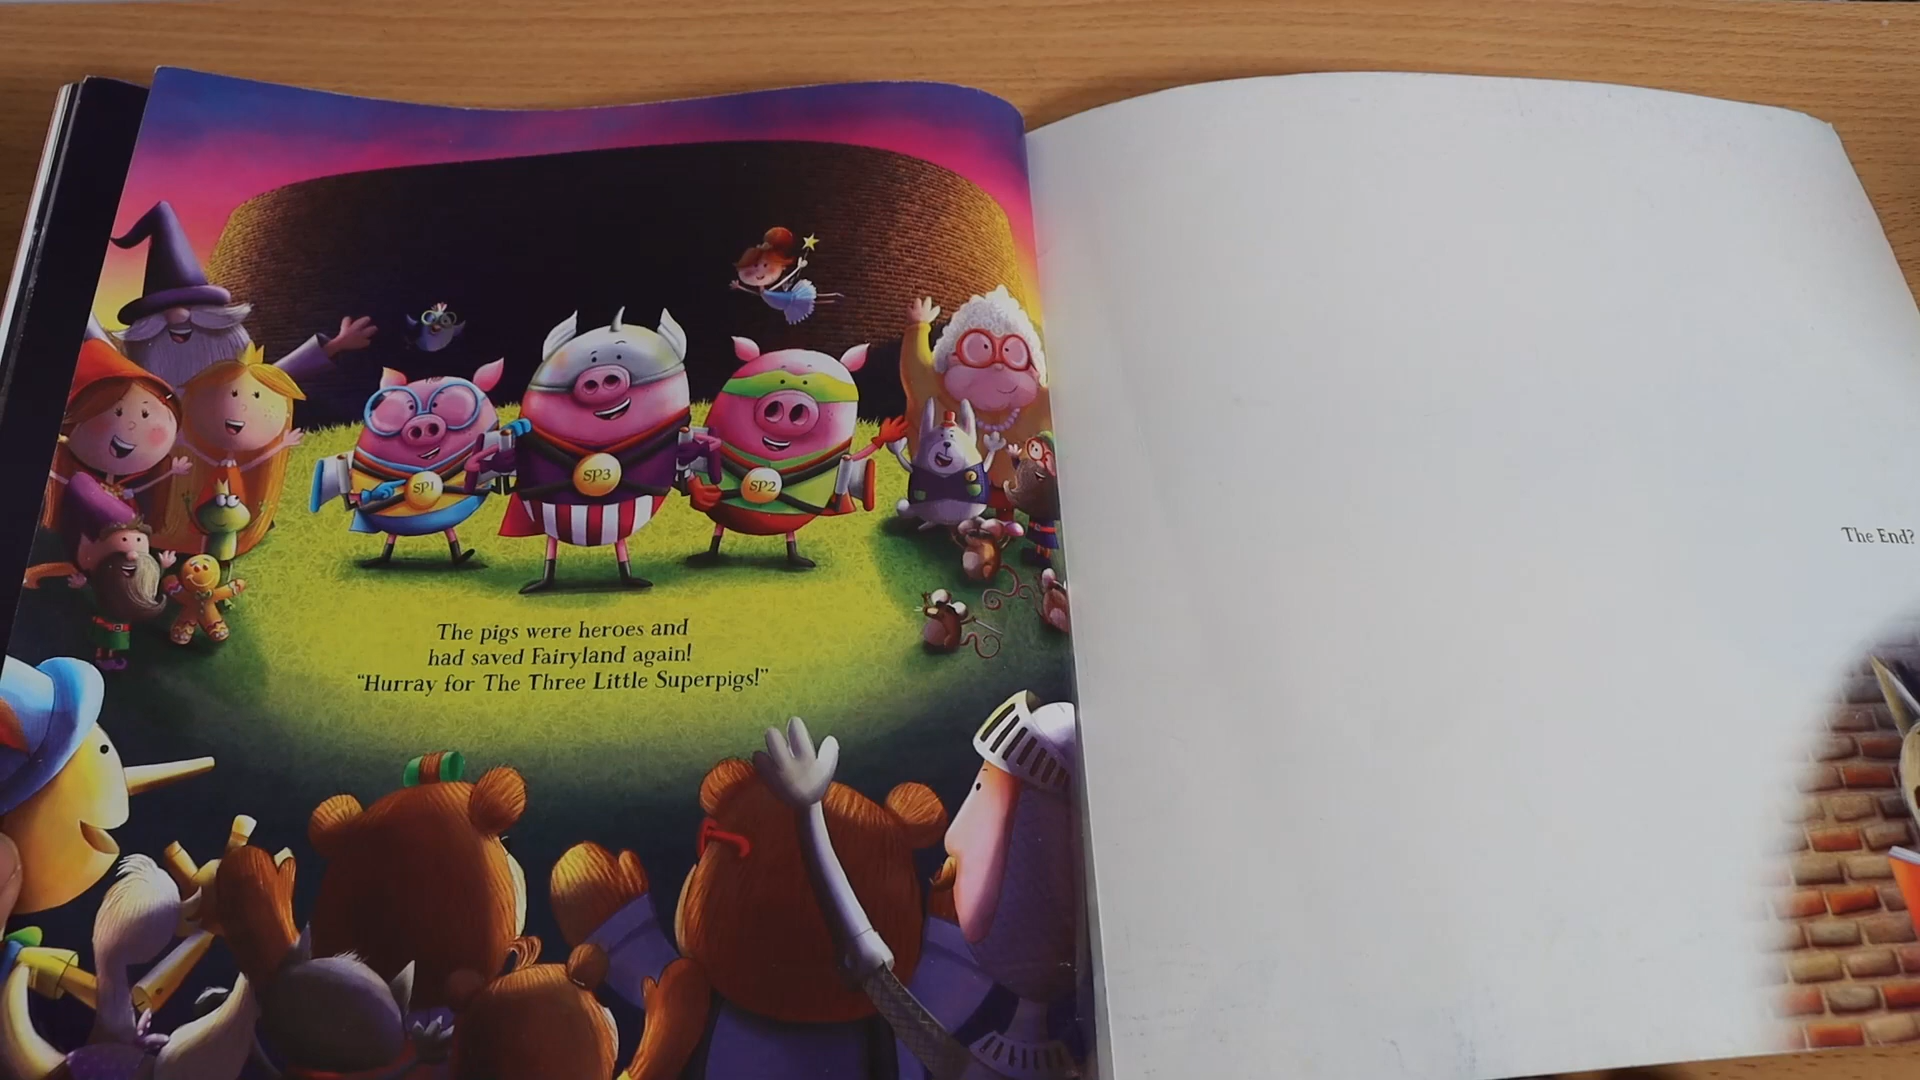 SP1
SP3
SP2
The pigs were heroes and
had saved Fairyland again!
“Hurray for The Three Little Superpigs!”
The End?